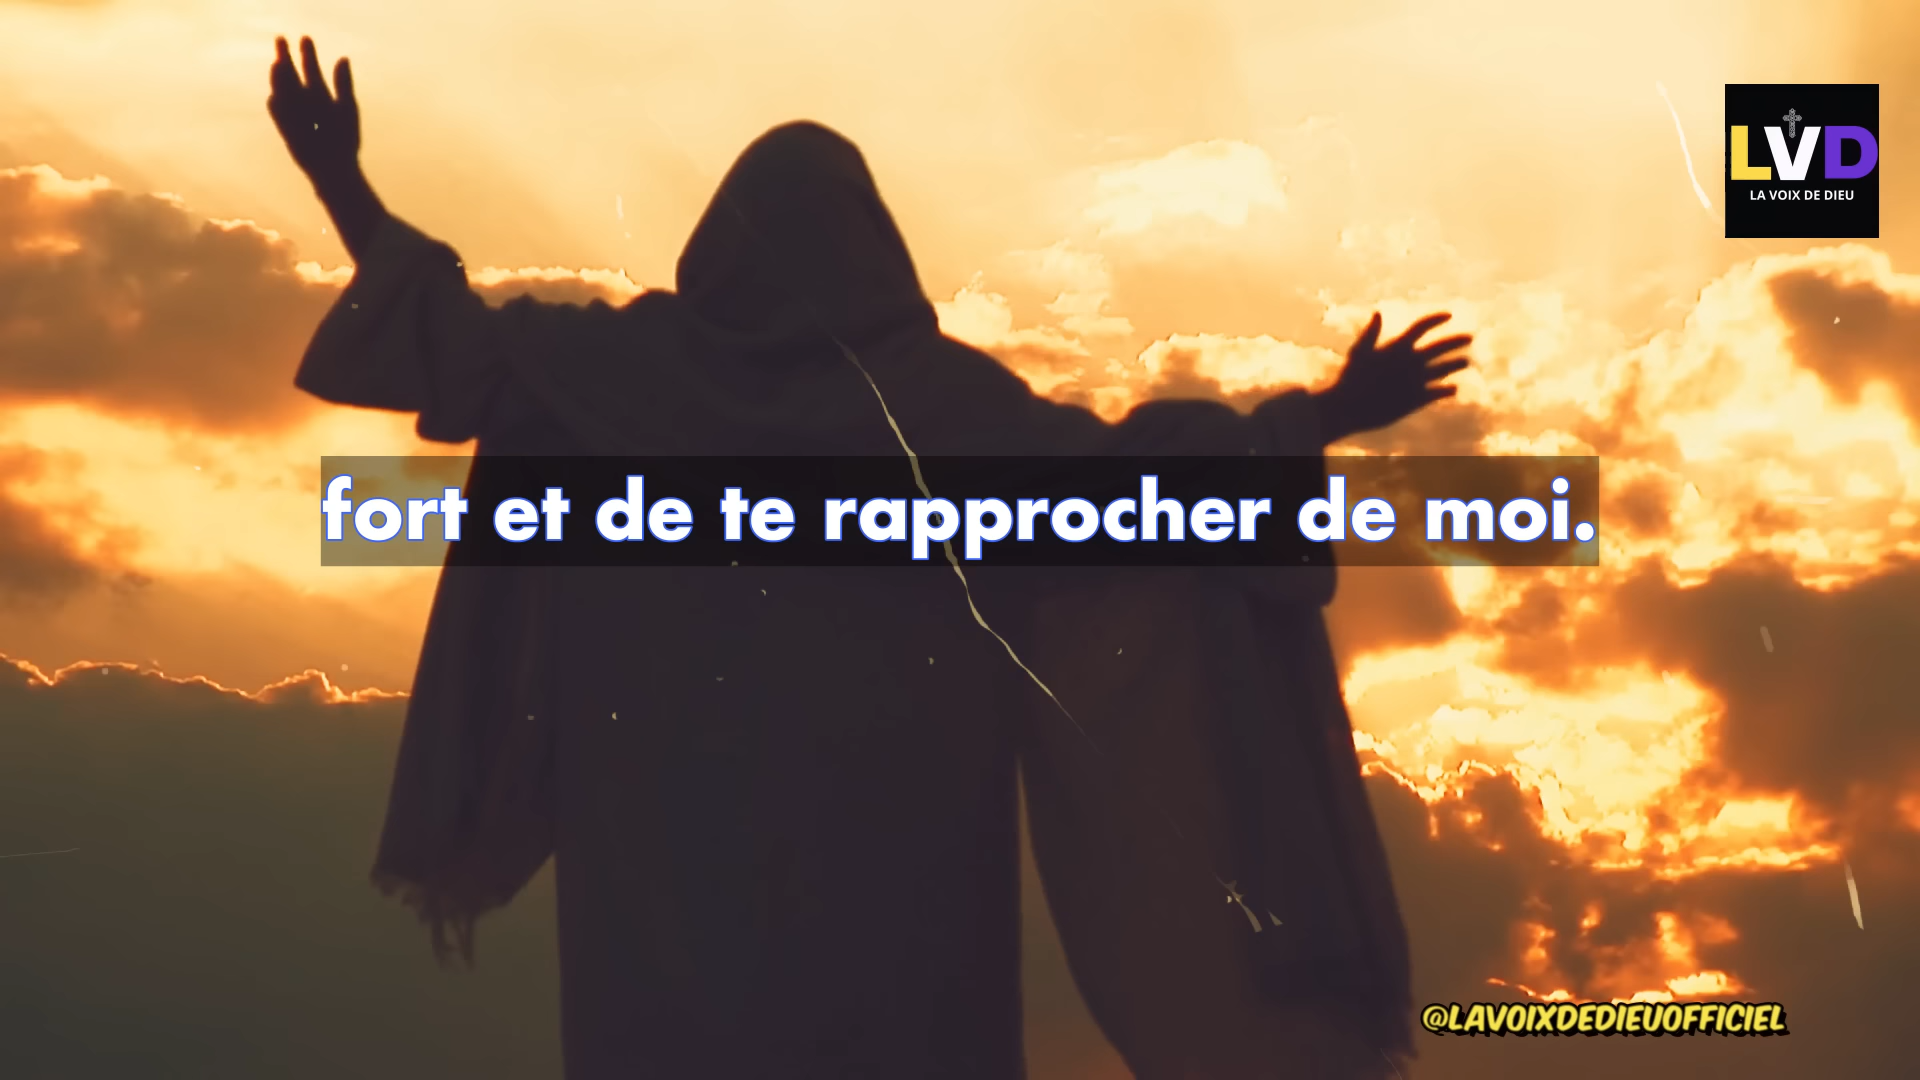 LVD
LA VOIX DE DIEU
fort et de te rapprocher de moi.
@LAVOIXDEDIEUOFFICIEL